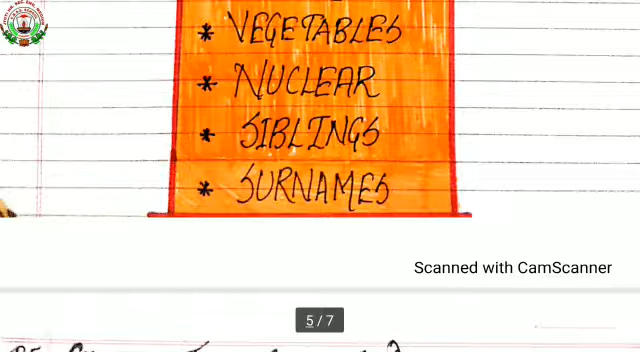 * VEGETABLES
* NUCLEAR
* SIBLINGS
* SURNAMES
Scanned with CamScanner
5 / 7